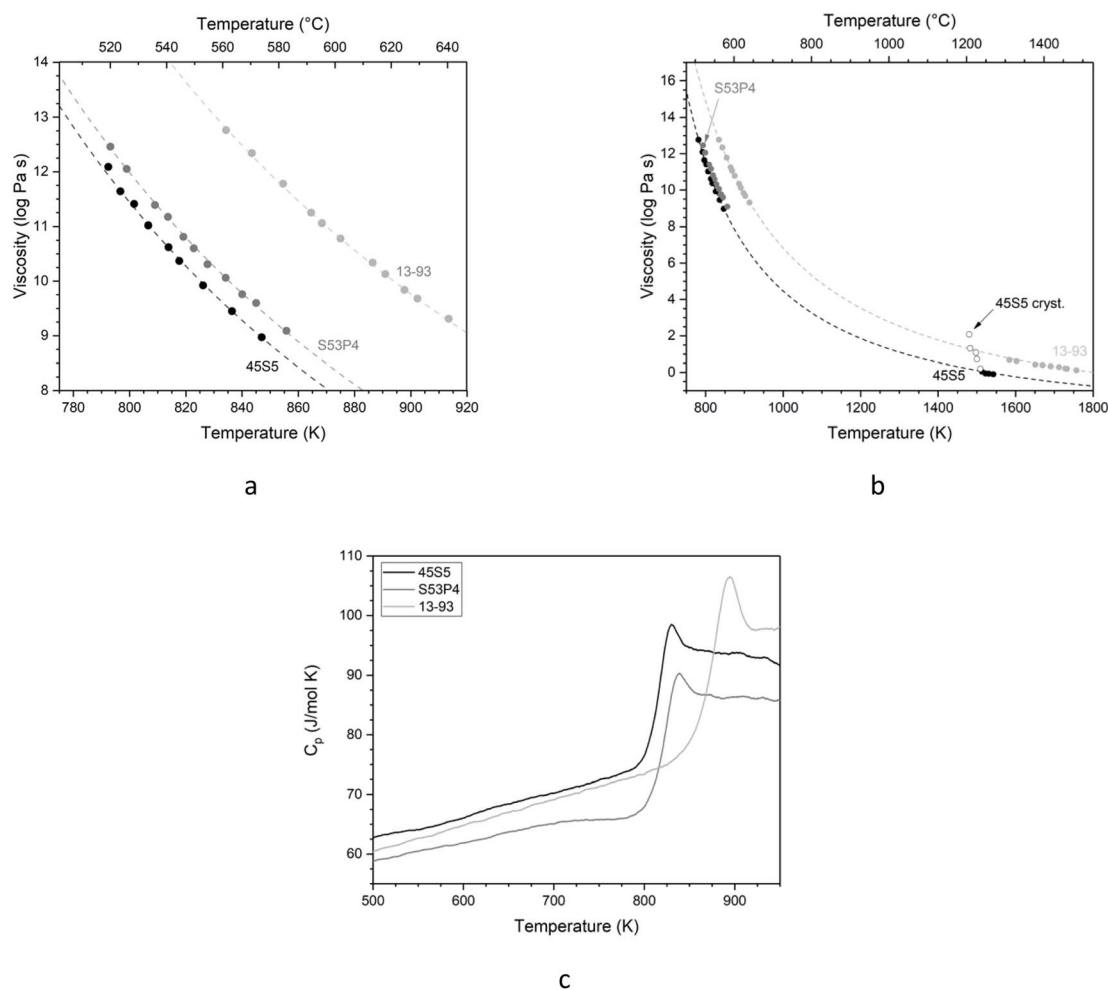 Temperature (°C)
520 540 560 580 600 620 640
14
13
12
11
10
9
8
Viscosity (log Pa s)
13-93
S53P4
45S5
780 800 820 840 860 880 900 920
Temperature (K)
a
Temperature (°C)
600 800 1000 1200 1400
16
14
12
10
8
6
4
2
0
Viscosity (log Pa s)
S53P4
45S5 cryst.
13-93
45S5
800 1000 1200 1400 1600 1800
Temperature (K)
b
110
100
90
80
70
60
Cp (J/mol K)
45S5
S53P4
13-93
500 600 700 800 900
Temperature (K)
c